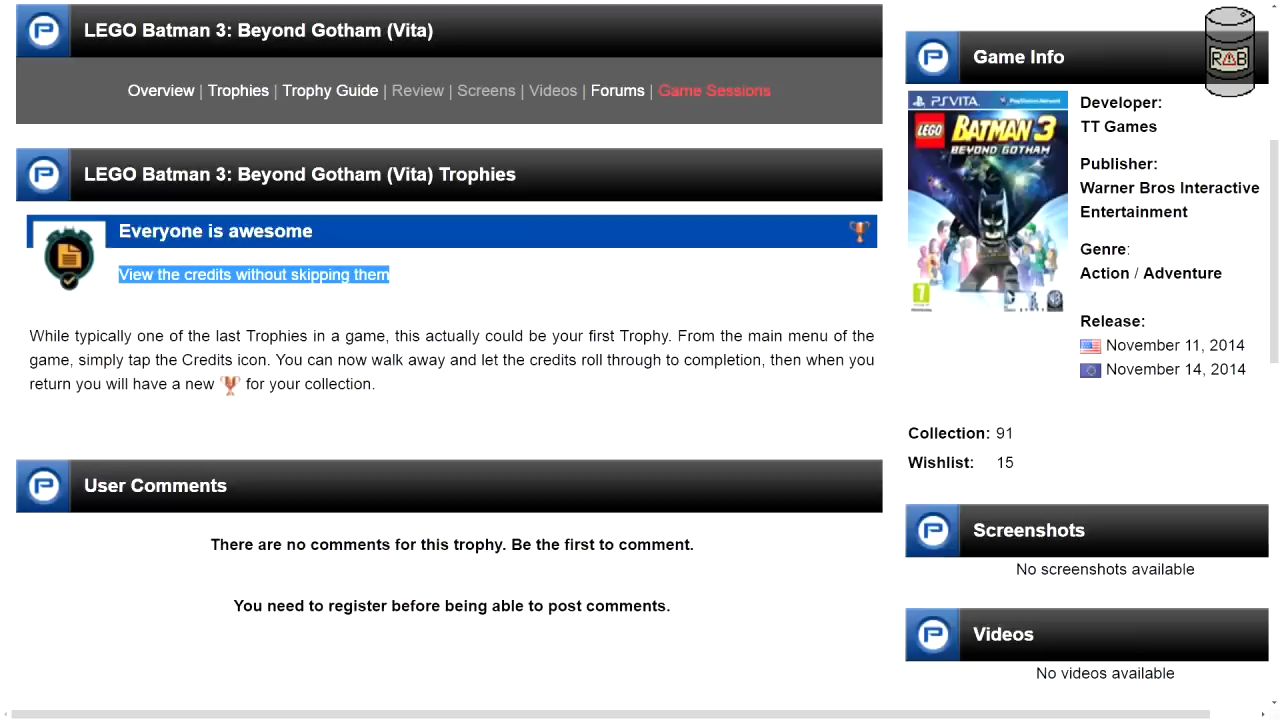 LEGO Batman 3: Beyond Gotham (Vita)
Overview | Trophies | Trophy Guide | Review | Screens | Videos | Forums | Game Sessions
LEGO Batman 3: Beyond Gotham (Vita) Trophies
Everyone is awesome
View the credits without skipping them
While typically one of the last Trophies in a game, this actually could be your first Trophy. From the main menu of the
game, simply tap the Credits icon. You can now walk away and let the credits roll through to completion, then when you
return you will have a new for your collection.
User Comments
There are no comments for this trophy. Be the first to comment.
You need to register before being able to post comments.
Game Info
R B
PSVITA
LEGO
BATMAN 3
BEYOND GOTHAM
7
Developer:
TT Games
Publisher:
Warner Bros Interactive
Entertainment
Genre:
Action / Adventure
Release:
November 11, 2014
November 14, 2014
Collection: 91
Wishlist: 15
Screenshots
No screenshots available
Videos
No videos available